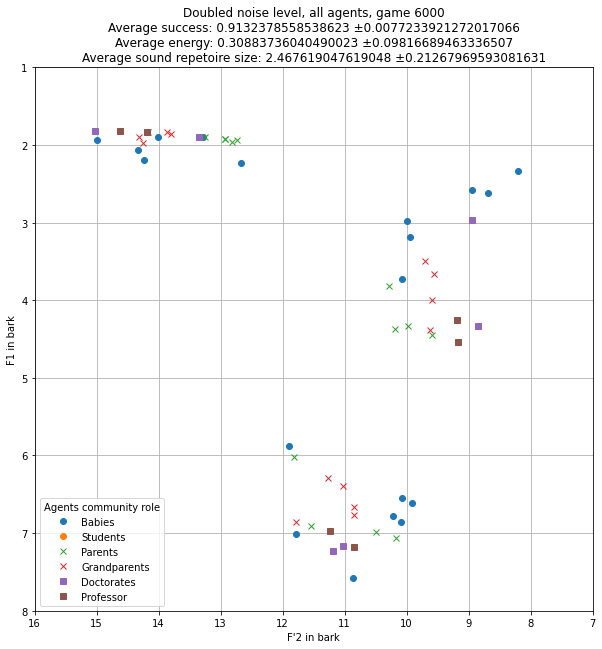 Doubled noise level, all agents, game 6000
Average success: 0.9132378558538623 ±0.0077233921272017066
Average energy: 0.30883736040490023 ±0.09816689463336507
Average sound repetoire size: 2.467619047619048 ±0.21267969593081631
1
2
3
4
5
6
7
8
F1 in bark
Agents community role
Babies
Students
Parents
Grandparents
Doctorates
Professor
16 15 14 13 12 11 10 9 8 7
F'2 in bark